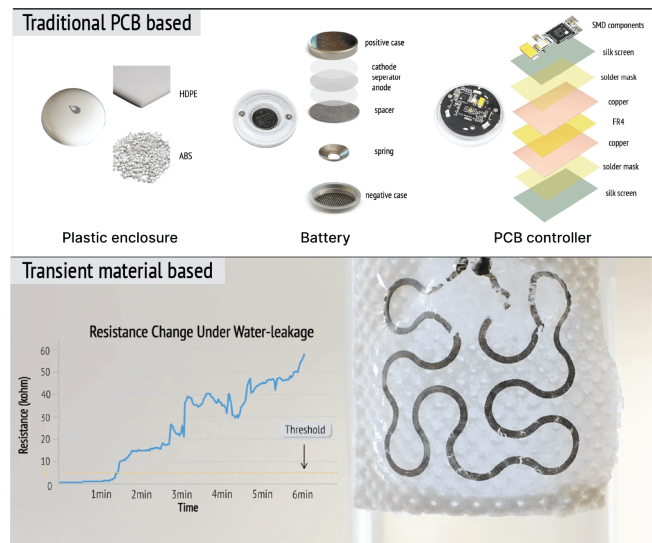 Traditional PCB based
HDPE
ABS
Plastic enclosure
positive case
cathode
seperator
anode
spacer
spring
negative case
Battery
SMD components
silk screen
solder mask
copper
FR4
copper
solder mask
silk screen
PCB controller
Transient material based
Resistance Change Under Water-leakage
Resistance (kohm)
60
50
40
30
20
10
0
Threshold
1min 2min 3min 4min 5min 6min
Time